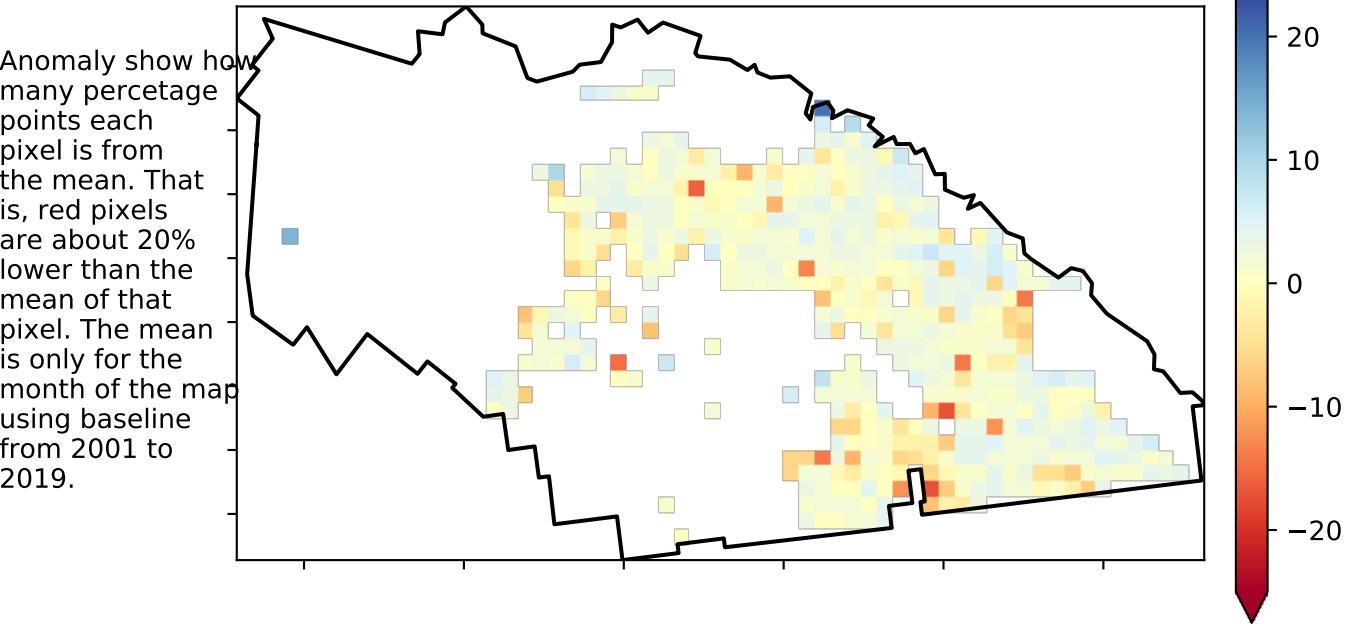 Anomaly show how
many percetage
points each
pixel is from
the mean. That
is, red pixels
are about 20%
lower than the
mean of that
pixel. The mean
is only for the
month of the map
using baseline
from 2001 to
2019.
20
10
0
−10
−20